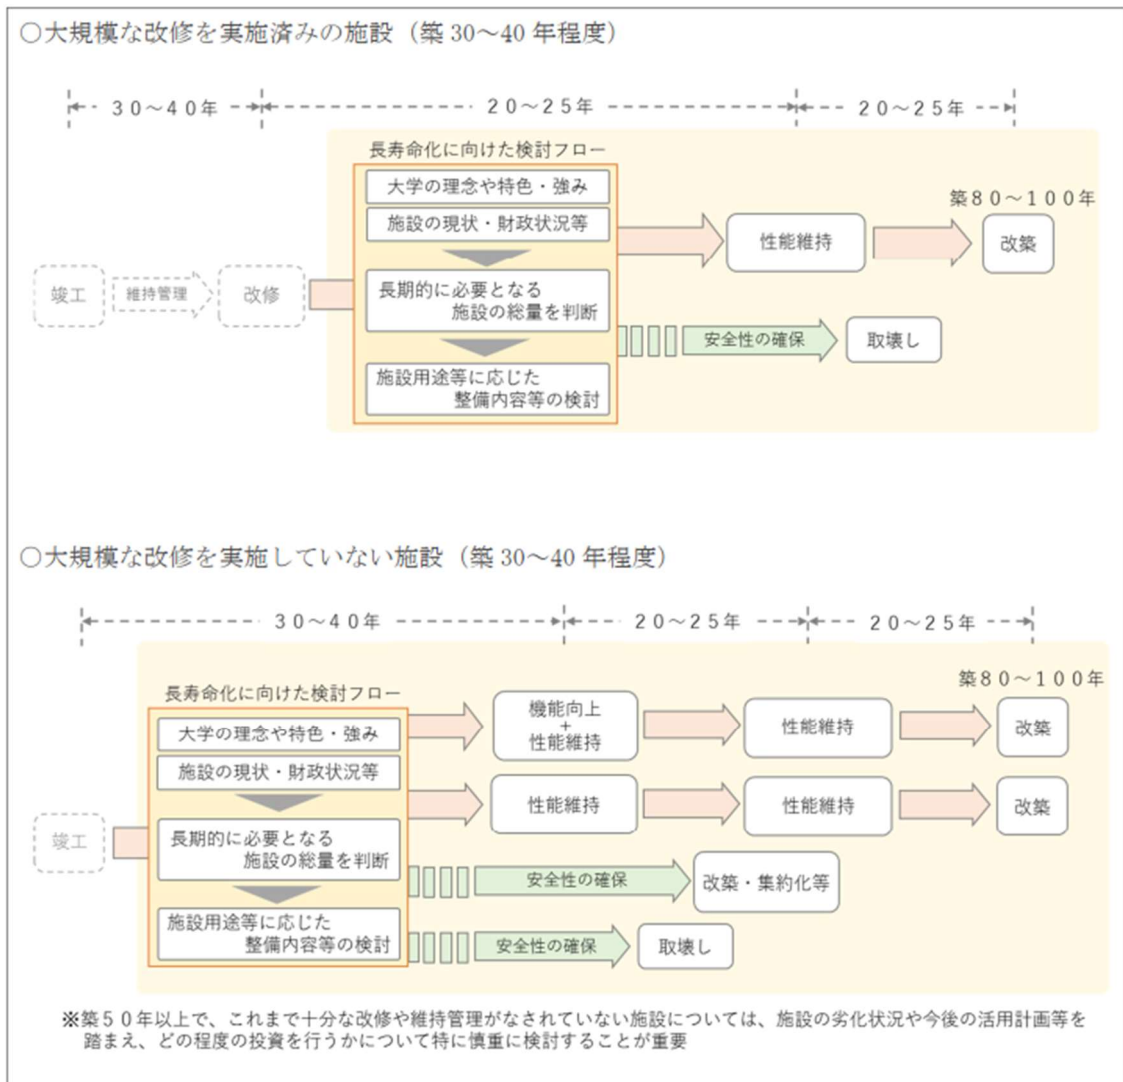 ○大規模な改修を実施済みの施設（築 30～40 年程度）
３０～４０年
２０～２５年
２０～２５年
長寿命化に向けた検討フロー
大学の理念や特色・強み
施設の現状・財政状況等
長期的に必要となる
施設の総量を判断
施設用途等に応じた
整備内容等の検討
竣工
維持管理
改修
性能維持
築８０～１００年
改築
安全性の確保
取壊し
○大規模な改修を実施していない施設（築 30～40 年程度）
３０～４０年
２０～２５年
２０～２５年
長寿命化に向けた検討フロー
大学の理念や特色・強み
施設の現状・財政状況等
長期的に必要となる
施設の総量を判断
施設用途等に応じた
整備内容等の検討
竣工
機能向上
+
性能維持
性能維持
築８０～１００年
改築
性能維持
性能維持
改築
安全性の確保
改築・集約化等
安全性の確保
取壊し
※築５０年以上で、これまで十分な改修や維持管理がなされていない施設については、施設の劣化状況や今後の活用計画等を
踏まえ、どの程度の投資を行うかについて特に慎重に検討することが重要